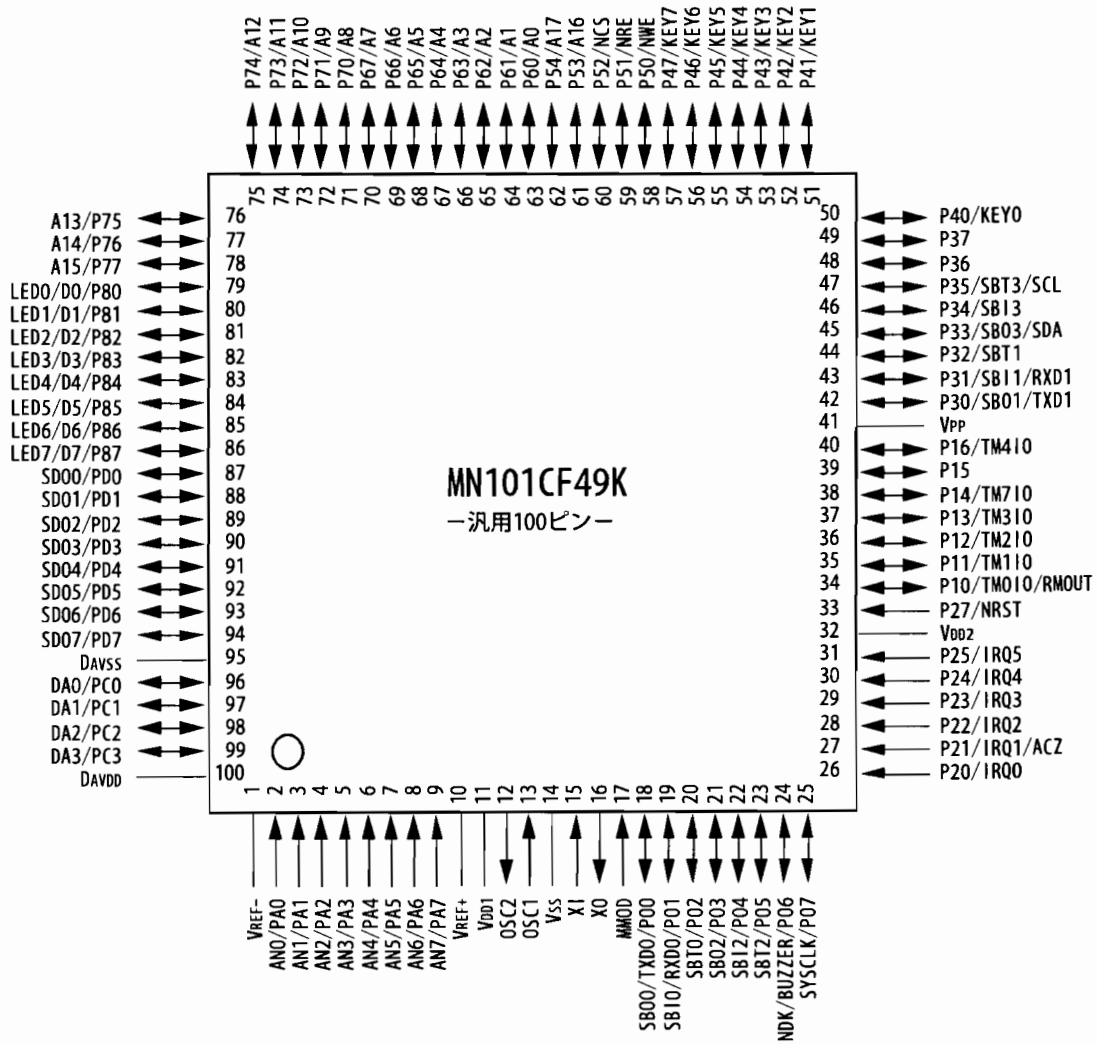 P74/A12
P73/A11
P72/A10
P71/A9
P70/A8
P67/A7
P66/A6
P65/A5
P64/A4
P63/A3
P62/A2
P61/A1
P60/A0
P54/A17
P53/A16
P52/NCS
P51/NRE
P50/NWE
P47/KEY7
P46/KEY6
P45/KEY5
P44/KEY4
P43/KEY3
P42/KEY2
P41/KEY1
75
74
73
72
71
70
69
68
67
66
65
64
63
62
61
60
59
58
57
56
55
54
53
52
51
A13/P75 76
A14/P76 77
A15/P77 78
LED0/D0/P80 79
LED1/D1/P81 80
LED2/D2/P82 81
LED3/D3/P83 82
LED4/D4/P84 83
LED5/D5/P85 84
LED6/D6/P86 85
LED7/D7/P87 86
SD00/PD0 87
SD01/PD1 88
SD02/PD2 89
SD03/PD3 90
SD04/PD4 91
SD05/PD5 92
SD06/PD6 93
SD07/PD7 94
DAVSS 95
DA0/PC0 96
DA1/PC1 97
DA2/PC2 98
DA3/PC3 99
DAVDD 100
MN101CF49K
－汎用100ピン－
50 P40/KEY0
49 P37
48 P36
47 P35/SBT3/SCL
46 P34/SBI3
45 P33/SBO3/SDA
44 P32/SBT1
43 P31/SBI1/RXD1
42 P30/SBO1/TXD1
41 VPP
40 P16/TM4IO
39 P15
38 P14/TM7IO
37 P13/TM3IO
36 P12/TM2IO
35 P11/TM1IO
34 P10/TM0IO/RMOUT
33 P27/NRST
32 VDD2
31 P25/IRQ5
30 P24/IRQ4
29 P23/IRQ3
28 P22/IRQ2
27 P21/IRQ1/ACZ
26 P20/IRQ0
1
2
3
4
5
6
7
8
9
10
11
12
13
14
15
16
17
18
19
20
21
22
23
24
25
VREF-
AN0/PA0
AN1/PA1
AN2/PA2
AN3/PA3
AN4/PA4
AN5/PA5
AN6/PA6
AN7/PA7
VREF+
VDD1
OSC2
OSC1
VSS
XI
XO
MMOD
SBO0/TXD0/P00
SBI0/RXD0/P01
SBT0/P02
SBO2/P03
SBI2/P04
SBT2/P05
NDK/BUZZER/P06
SYSCLK/P07